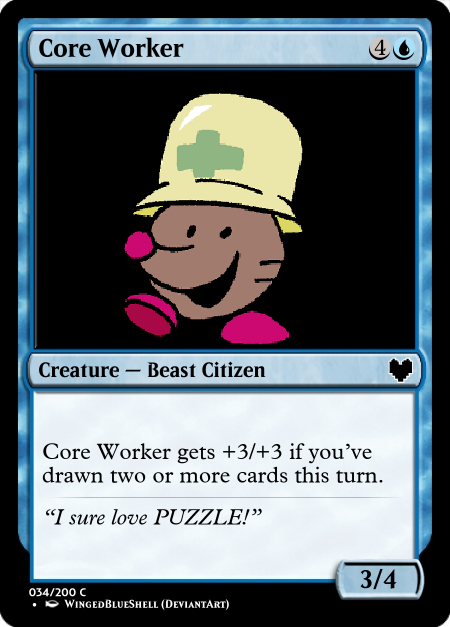 Core Worker 4
Creature — Beast Citizen
Core Worker gets +3/+3 if you’ve
drawn two or more cards this turn.
“I sure love PUZZLE!”
3/4
034/200 C
• WingedBlueShell (DeviantArt)